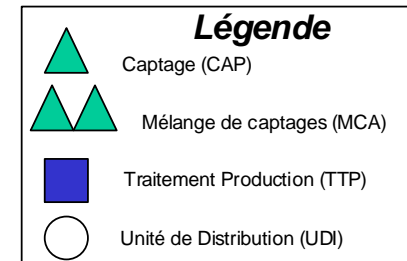 Légende
Captage (CAP)
Mélange de captages (MCA)
Traitement Production (TTP)
Unité de Distribution (UDI)